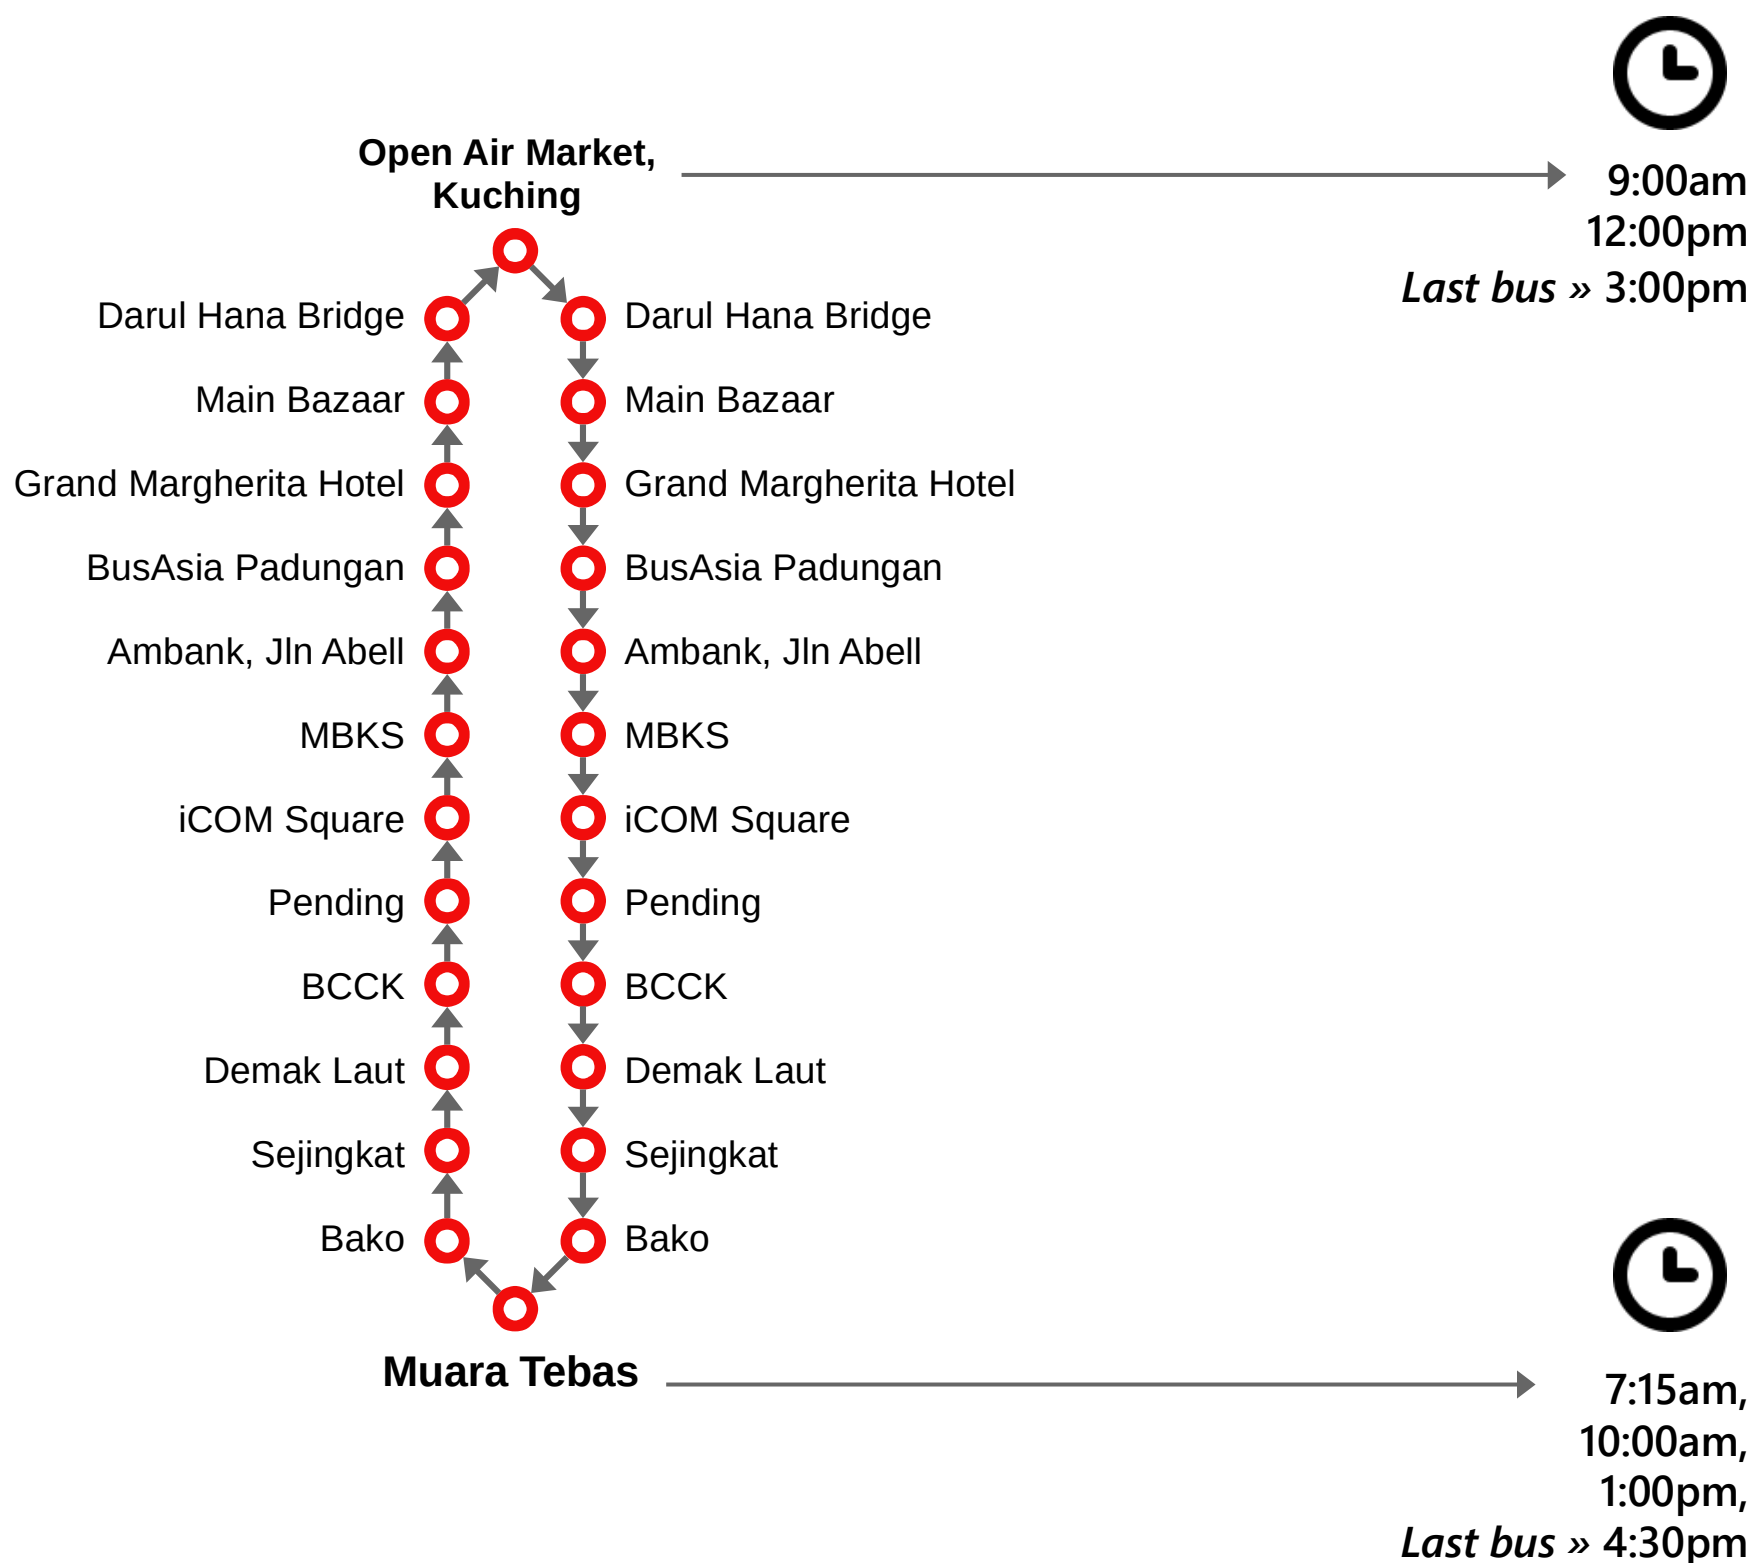 Open Air Market,
Kuching
9:00am
12:00pm
Last bus » 3:00pm
Darul Hana Bridge
Darul Hana Bridge
Main Bazaar
Main Bazaar
Grand Margherita Hotel
Grand Margherita Hotel
BusAsia Padungan
BusAsia Padungan
Ambank, Jln Abell
Ambank, Jln Abell
MBKS
MBKS
iCOM Square
iCOM Square
Pending
Pending
BCCK
BCCK
Demak Laut
Demak Laut
Sejingkat
Sejingkat
Bako
Bako
Muara Tebas
7:15am,
10:00am,
1:00pm,
Last bus » 4:30pm